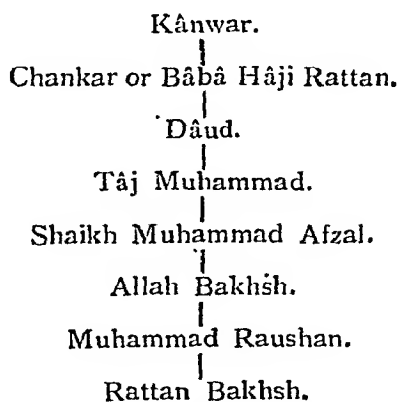 Kânwar.
Chankar or Bâbâ Hâji Rattan.
Dâud.
Tâj Muhammad.
Shaikh Muhammad Afzal.
Allah Bakhsh.
Muhammad Raushan.
Rattan Bakhsh.